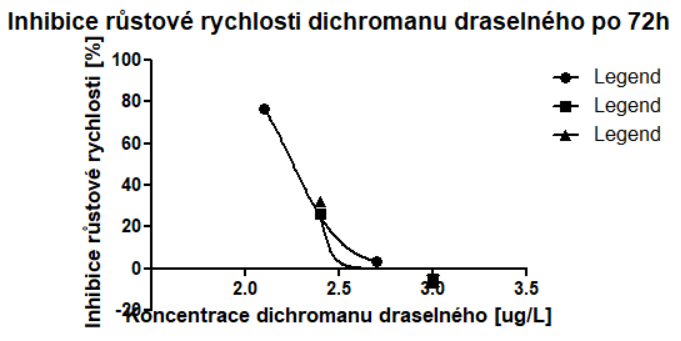 Inhibice růstové rychlosti dichromanu draselného po 72h
Inhibice růstové rychlosti [%]
100
80
60
40
20
0
-20
2.0
2.5
3.0
3.5
Koncentrace dichromanu draselného [ug/L]
Legend
Legend
Legend